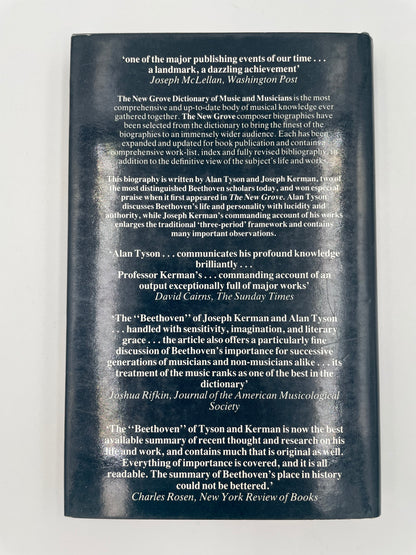 ‘one of the major publishing events of our time . . .
a landmark, a dazzling achievement’
Joseph McLellan, Washington Post
The New Grove Dictionary of Music and Musicians is the most
comprehensive and up-to-date body of musical knowledge ever
gathered together. The New Grove composer biographies have
been selected from the dictionary to bring the finest of the
biographies to an immensely wider audience. Each has been
expanded and updated for book publication and contains a
comprehensive work-list, index and fully revised bibliography, in
addition to the definitive view of the subject's life and works.
This biography is written by Alan Tyson and Joseph Kerman, two of
the most distinguished Beethoven scholars today, and won especial
praise when it first appeared in The New Grove. Alan Tyson
discusses Beethoven's life and personality with lucidity and
authority, while Joseph Kerman's commanding account of his works
enlarges the traditional ‘three-period’ framework and contains
many important observations.
‘Alan Tyson . . . communicates his profound knowledge
brilliantly . . .
Professor Kerman's . . . commanding account of an
output exceptionally full of major works’
David Cairns, The Sunday Times
‘The “Beethoven” of Joseph Kerman and Alan Tyson
. . . handled with sensitivity, imagination, and literary
grace . . . the article also offers a particularly fine
discussion of Beethoven's importance for successive
generations of musicians and non-musicians alike . . . its
treatment of the music ranks as one of the best in the
dictionary’
Joshua Rifkin, Journal of the American Musicological
Society
‘The “Beethoven” of Tyson and Kerman is now the best
available summary of recent thought and research on his
life and work, and contains much that is original as well.
Everything of importance is covered, and it is all
readable. The summary of Beethoven's place in history
could not be bettered.’
Charles Rosen, New York Review of Books